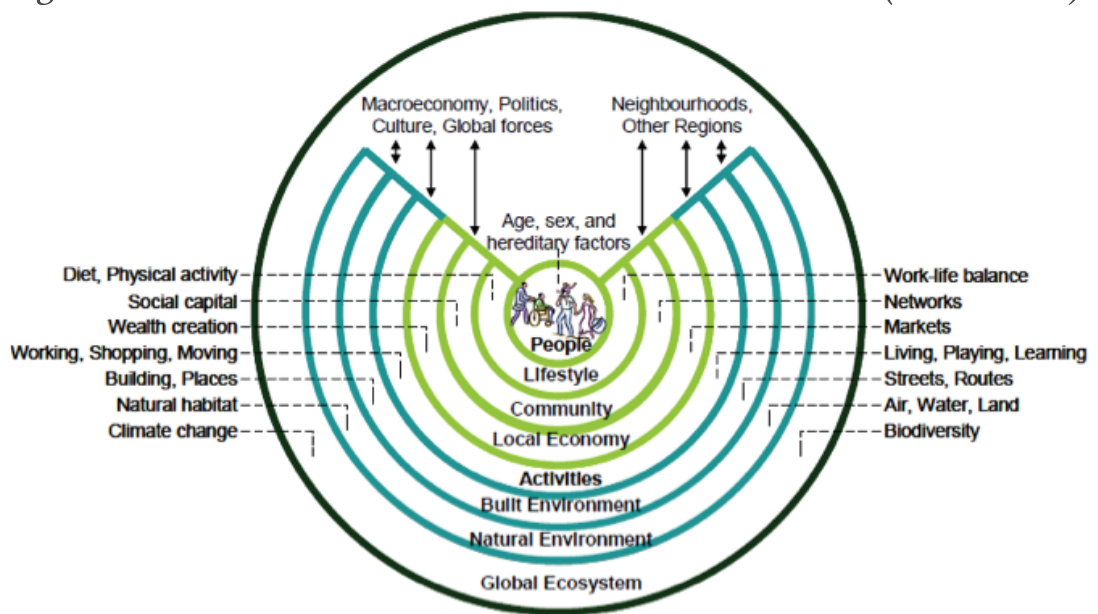 Macroeconomy, Politics,
Culture, Global forces
Neighbourhoods,
Other Regions
Age, sex, and
hereditary factors
Diet, Physical activity
Social capital
Wealth creation
Working, Shopping, Moving
Building, Places
Natural habitat
Climate change
Work-life balance
Networks
Markets
Living, Playing, Learning
Streets, Routes
Air, Water, Land
Biodiversity
People
Lifestyle
Community
Local Economy
Activities
Built Environment
Natural Environment
Global Ecosystem